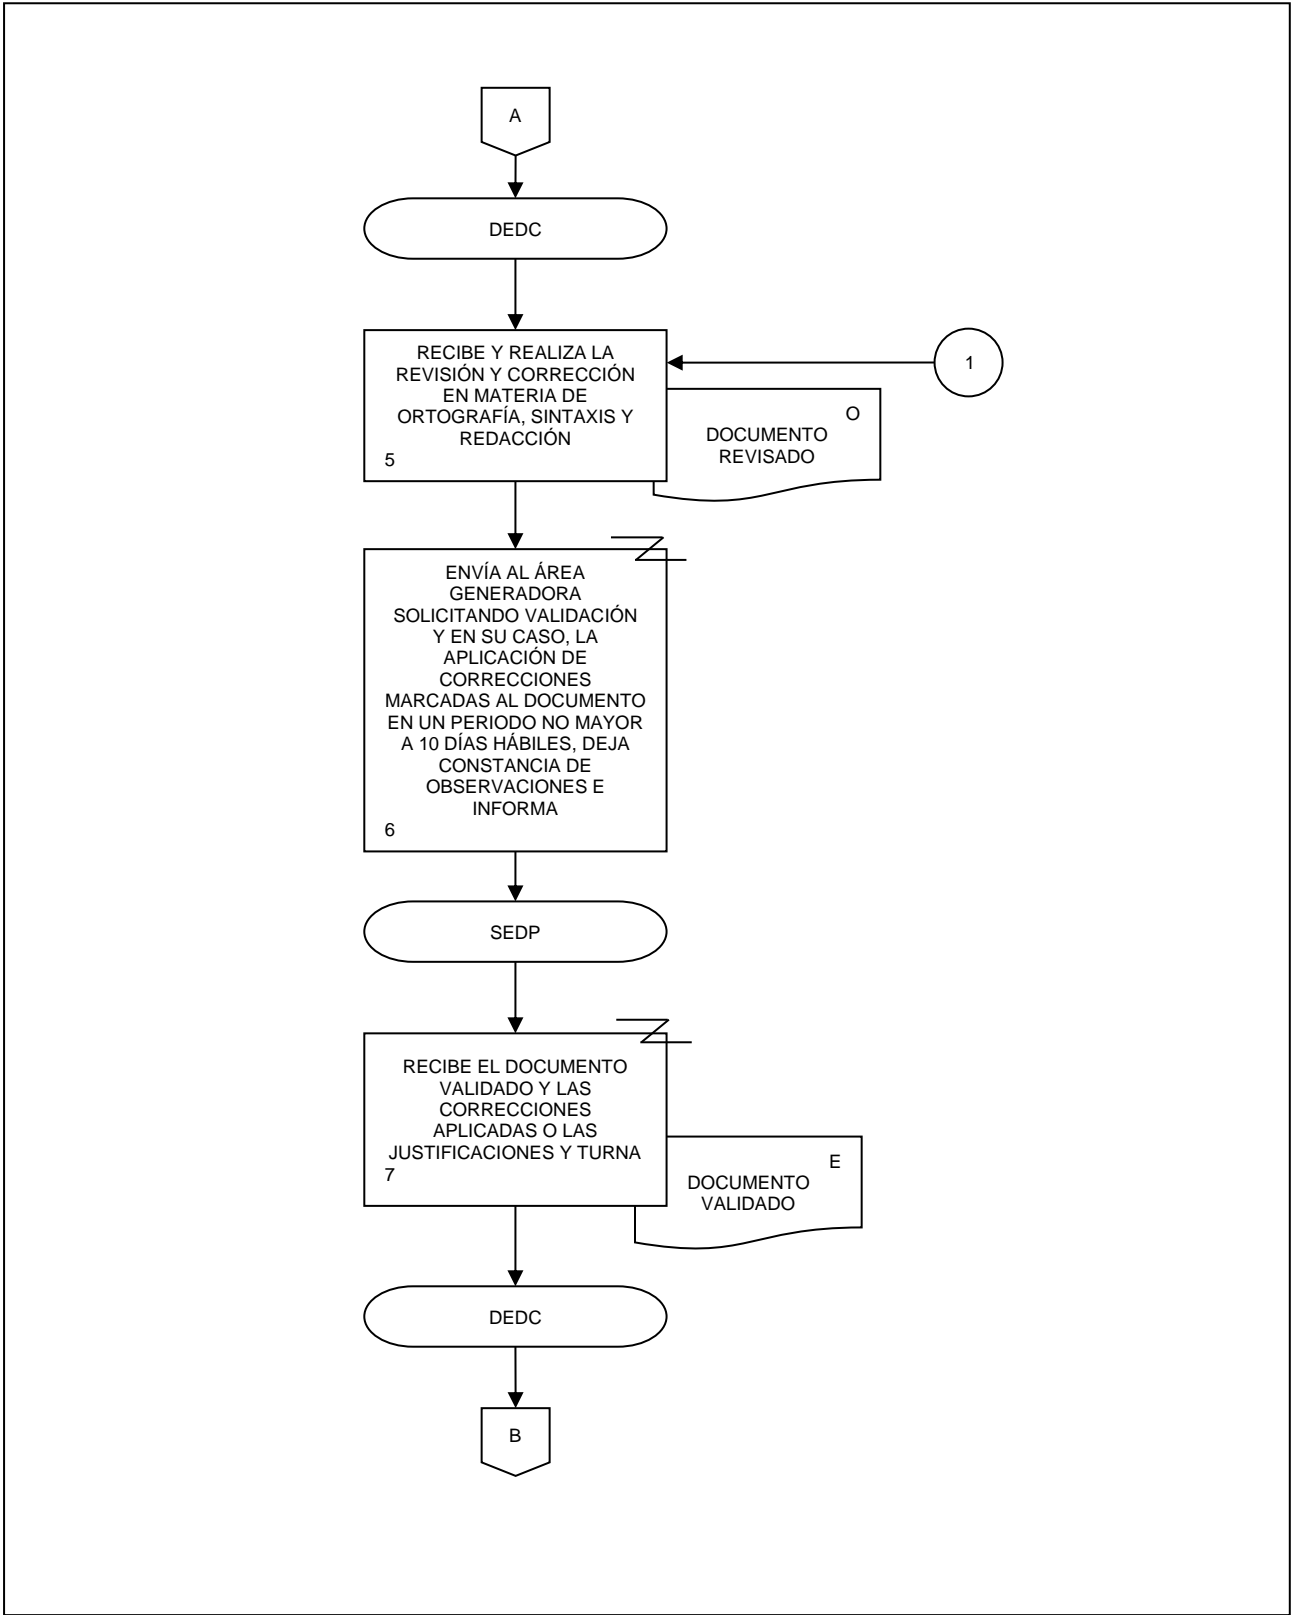 A
DEDC
RECIBE Y REALIZA LA
REVISIÓN Y CORRECCIÓN
EN MATERIA DE
ORTOGRAFÍA, SINTAXIS Y
REDACCIÓN
5
1
O
DOCUMENTO
REVISADO
ENVÍA AL ÁREA
GENERADORA
SOLICITANDO VALIDACIÓN
Y EN SU CASO, LA
APLICACIÓN DE
CORRECCIONES
MARCADAS AL DOCUMENTO
EN UN PERIODO NO MAYOR
A 10 DÍAS HÁBILES, DEJA
CONSTANCIA DE
OBSERVACIONES E
INFORMA
6
SEDP
RECIBE EL DOCUMENTO
VALIDADO Y LAS
CORRECCIONES
APLICADAS O LAS
JUSTIFICACIONES Y TURNA
7
E
DOCUMENTO
VALIDADO
DEDC
B